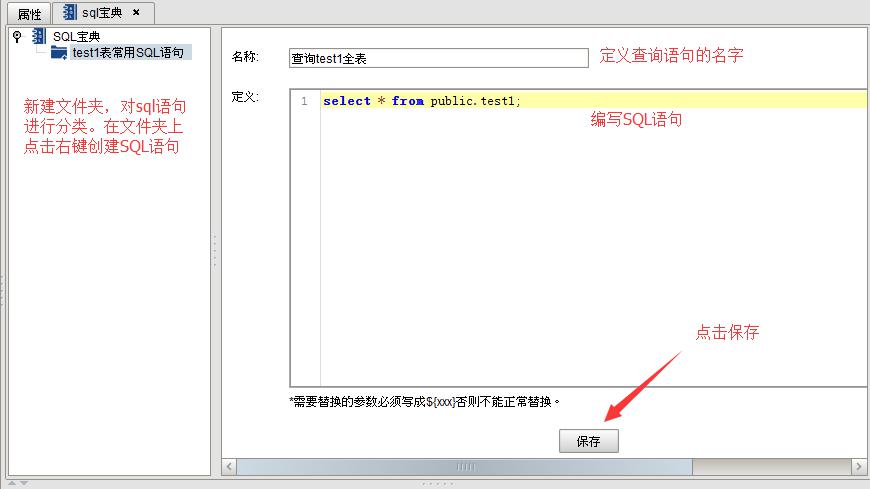 属性
sql宝典 ×
SQL宝典
test1表常用SQL语句
新建文件夹，对sql语句
进行分类。在文件夹上
点击右键创建SQL语句
名称:
查询test1全表
定义查询语句的名字
定义:
1 select * from public.test1;
编写SQL语句
点击保存
*需要替换的参数必须写成${xxx}否则不能正常替换。
保存